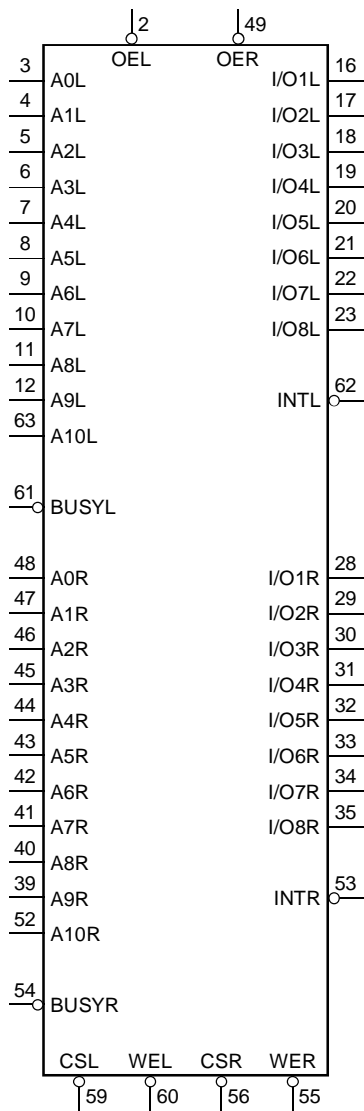 2 49
OEL OER
3 A0L I/O1L 16
4 A1L I/O2L 17
5 A2L I/O3L 18
6 A3L I/O4L 19
7 A4L I/O5L 20
8 A5L I/O6L 21
9 A6L I/O7L 22
10 A7L I/O8L 23
11 A8L
12 A9L INTL 62
63 A10L
61 BUSYL
48 A0R I/O1R 28
47 A1R I/O2R 29
46 A2R I/O3R 30
45 A3R I/O4R 31
44 A4R I/O5R 32
43 A5R I/O6R 33
42 A6R I/O7R 34
41 A7R I/O8R 35
40 A8R
39 A9R INTR 53
52 A10R
54 BUSYR
CSL WEL CSR WER
59 60 56 55